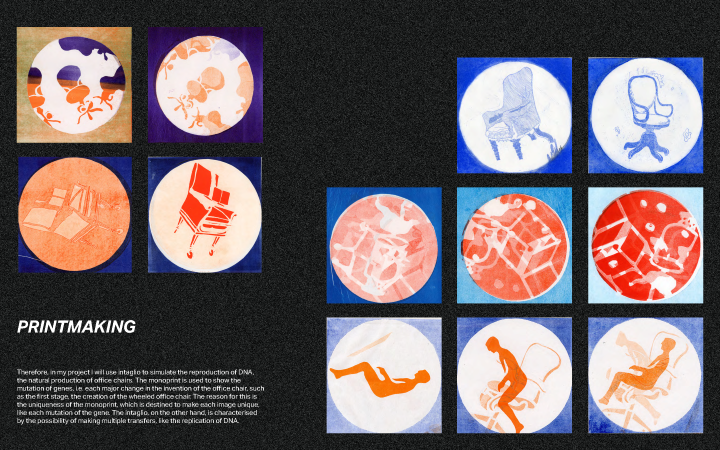 PRINTMAKING
Therefore, in my project I will use intaglio to simulate the reproduction of DNA,
the natural production of office chairs. The monoprint is used to show the
mutation of genes, i.e. each major change in the invention of the office chair, such
as the first stage, the creation of the wheeled office chair. The reason for this is
the uniqueness of the monoprint, which is destined to make each image unique,
like each mutation of the gene. The intaglio, on the other hand, is characterised
by the possibility of making multiple transfers, like the replication of DNA.